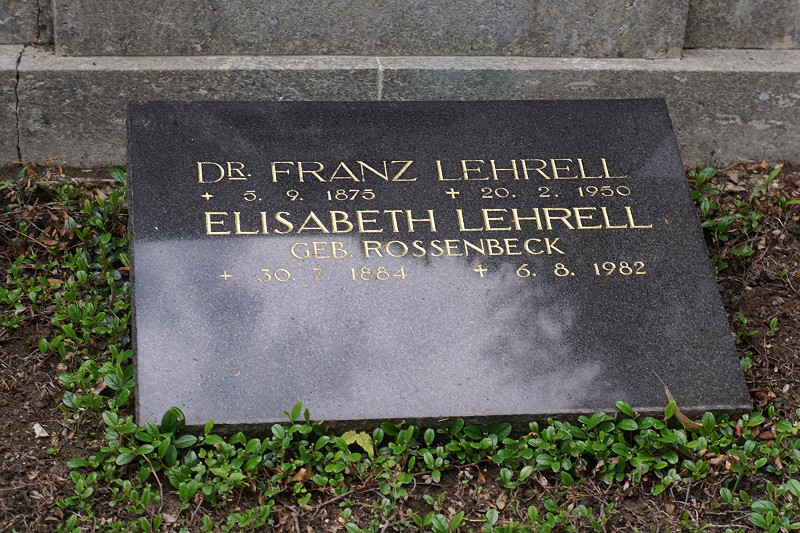 DR. FRANZ LEHRELL
+ 5. 9. 1875 + 20. 2. 1950
ELISABETH LEHRELL
GEB. ROSSENBECK
+ 30. 7. 1884 + 6. 8. 1982